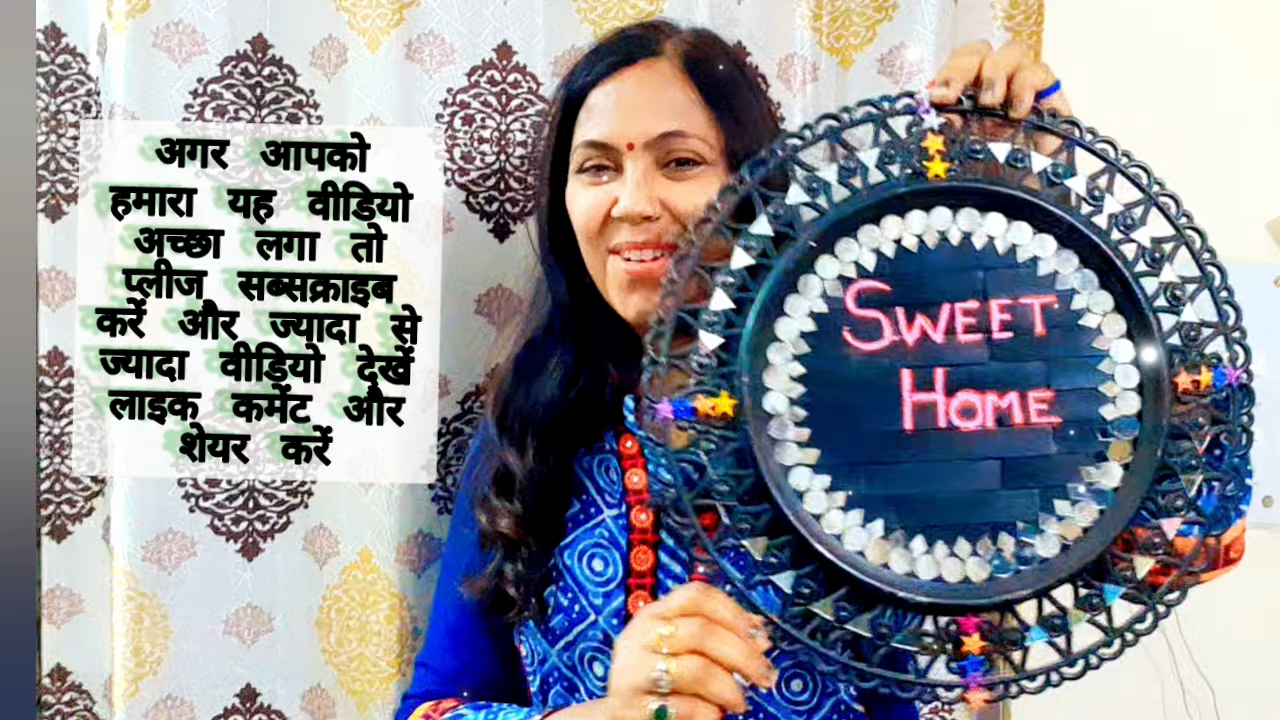 अगर आपको
हमारा यह वीडियो
अच्छा लगा तो
प्लीज सब्सक्राइब
करें और ज्यादा से
ज्यादा वीडियो देखें
लाइक कमेंट और
शेयर करें
SWEET
HOME